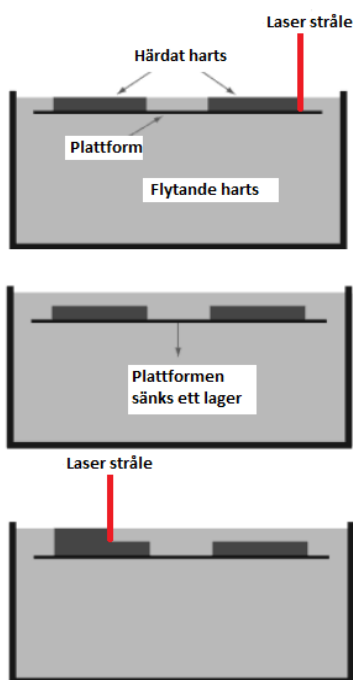 Laser stråle
Härdat harts
Plattform
Flytande harts
Plattformen
sänks ett lager
Laser stråle